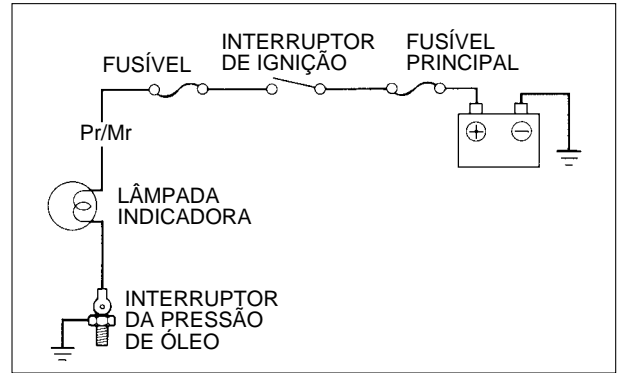 FUSÍVEL
INTERRUPTOR
DE IGNIÇÃO
FUSÍVEL
PRINCIPAL
Pr/Mr
LÂMPADA
INDICADORA
INTERRUPTOR
DA PRESSÃO
DE ÓLEO